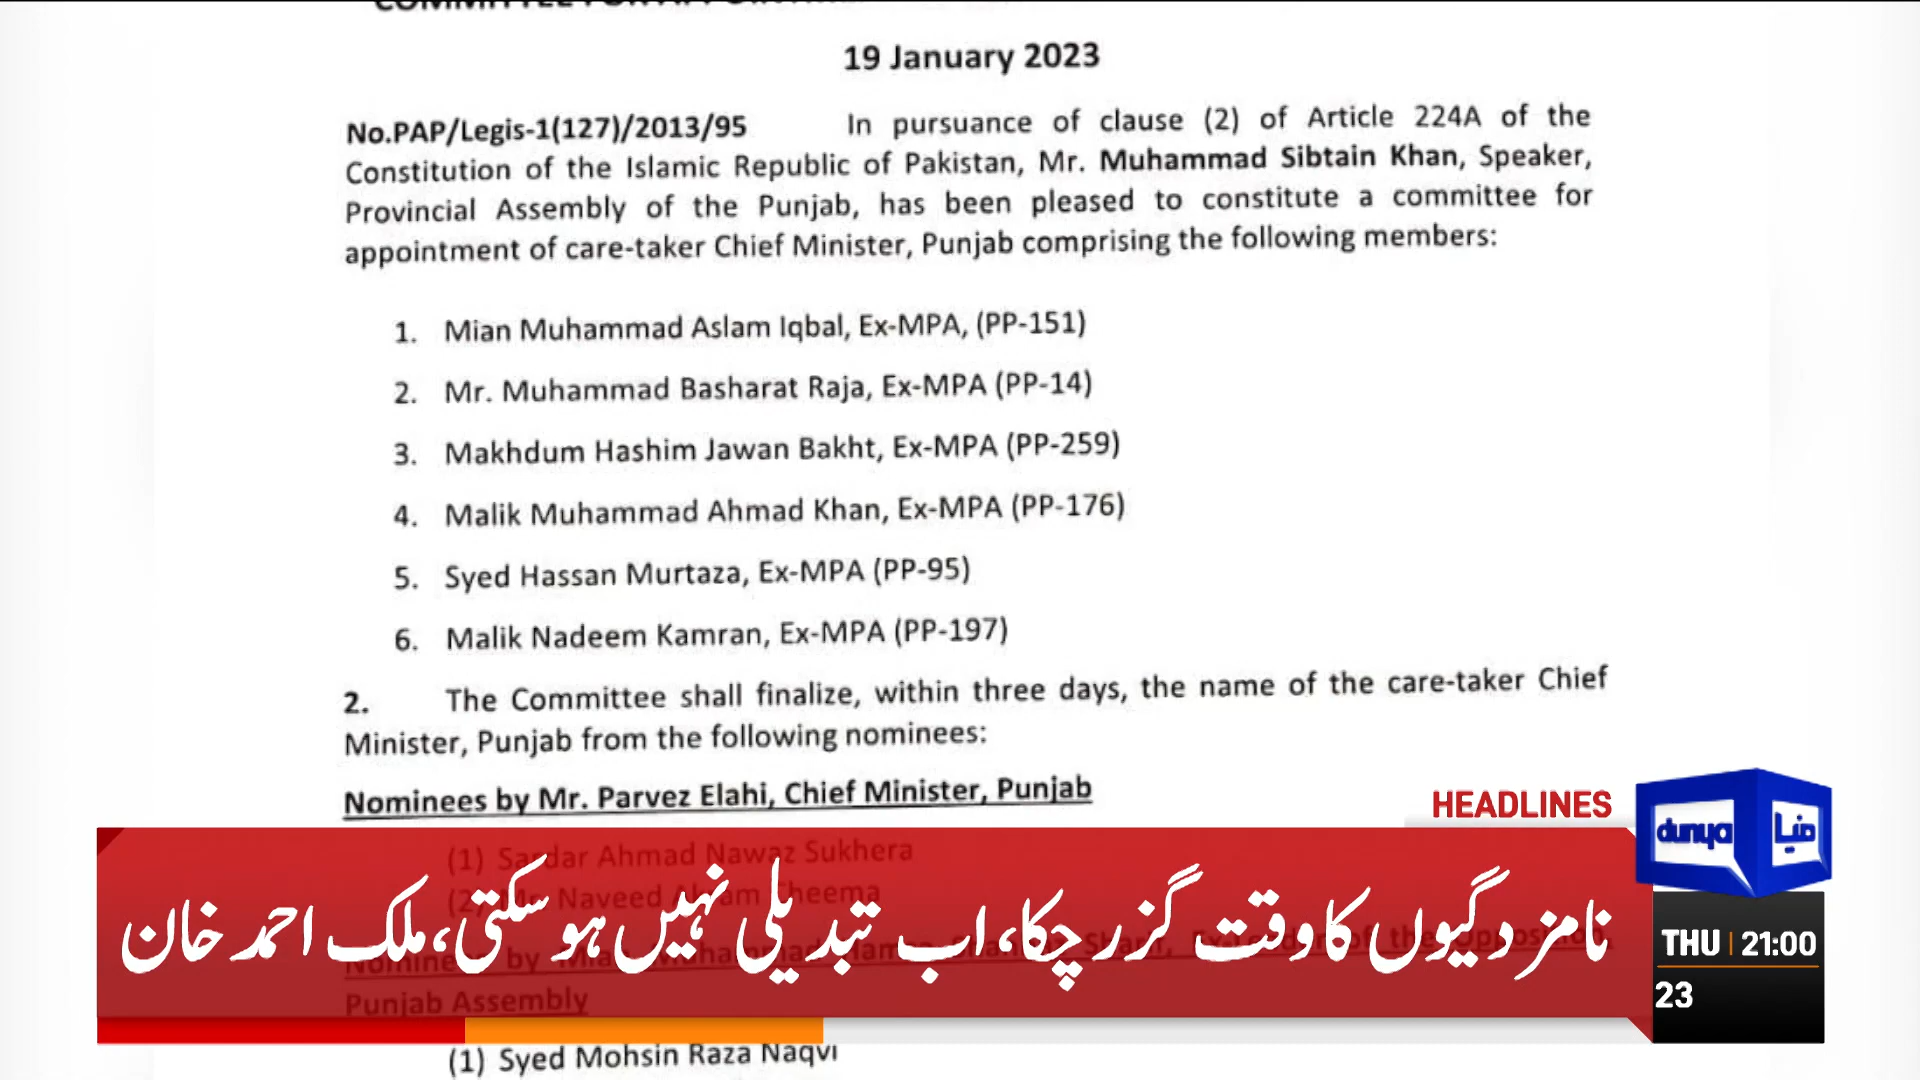 19 January 2023
No.PAP/Legis-1(127)/2013/95 In pursuance of clause (2) of Article 224A of the
Constitution of the Islamic Republic of Pakistan, Mr. Muhammad Sibtain Khan, Speaker,
Provincial Assembly of the Punjab, has been pleased to constitute a committee for
appointment of care-taker Chief Minister, Punjab comprising the following members:
1. Mian Muhammad Aslam Iqbal, Ex-MPA, (PP-151)
2. Mr. Muhammad Basharat Raja, Ex-MPA (PP-14)
3. Makhdum Hashim Jawan Bakht, Ex-MPA (PP-259)
4. Malik Muhammad Ahmad Khan, Ex-MPA (PP-176)
5. Syed Hassan Murtaza, Ex-MPA (PP-95)
6. Malik Nadeem Kamran, Ex-MPA (PP-197)
2. The Committee shall finalize, within three days, the name of the care-taker Chief
Minister, Punjab from the following nominees:
Nominees by Mr. Parvez Elahi, Chief Minister, Punjab
(1) Sardar Ahmad Nawaz Sukhera
(2) Mr. Naveed Akram Cheema
Punjab Assembly
(1) Syed Mohsin Raza Naqvi
HEADLINES
dunya دنیا
نامزدگیوں کا وقت گزر چکا، اب تبدیلی نہیں ہوسکتی، ملک احمد خان
THU 21:00
23